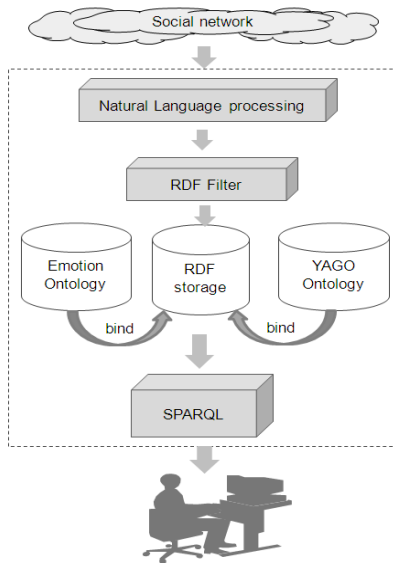 Social network
Natural Language processing
RDF Filter
Emotion
Ontology
RDF
storage
YAGO
Ontology
bind
bind
SPARQL